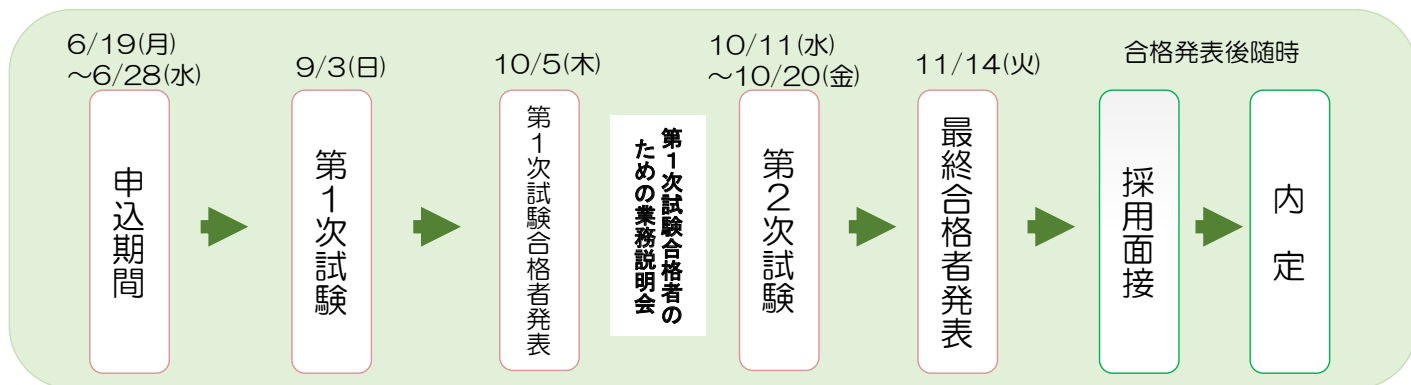 6/19(月)
～6/28(水)
申込期間
9/3(日)
第1次試験
10/5(木)
第1次試験合格者発表
第1次試験合格者の
ための業務説明会
10/11(水)
～10/20(金)
第2次試験
11/14(火)
最終合格者発表
合格発表後随時
採用面接
内定